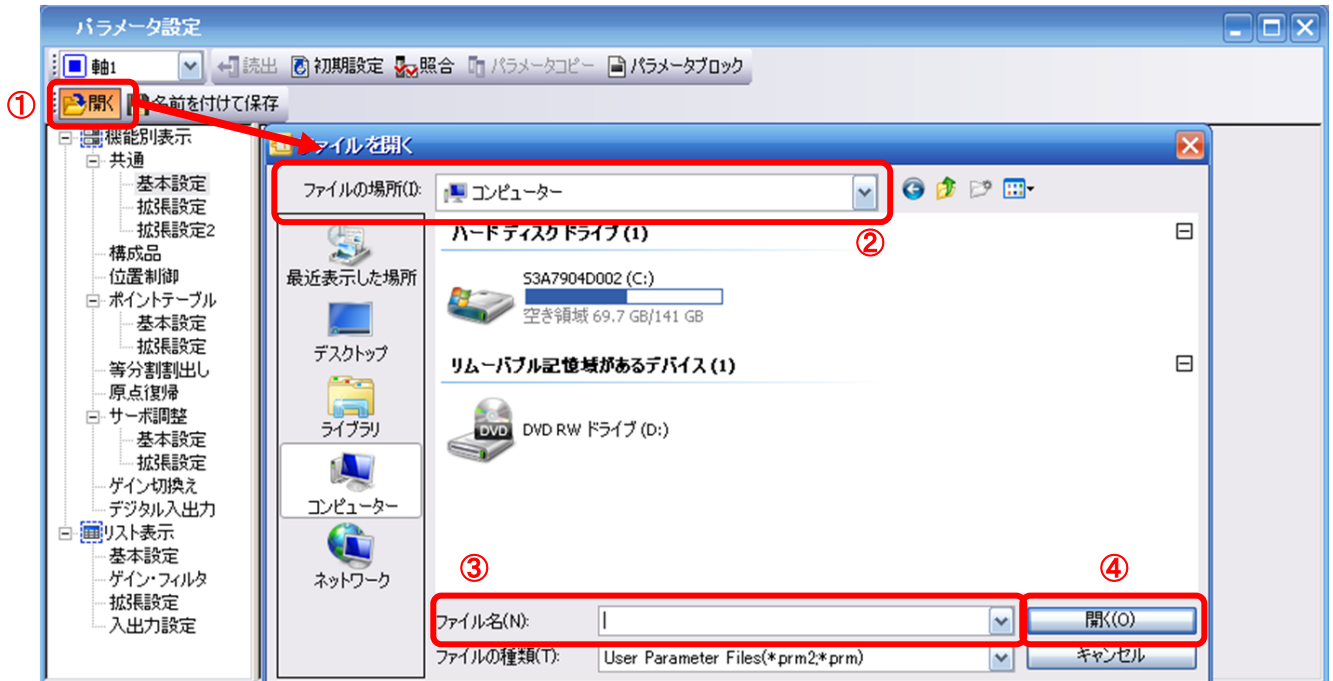 パラメータ設定
軸1 読出 初期設定 照合 パラメータコピー パラメータブロック
① 開く 名前を付けて保存
機能別表示
共通
基本設定
拡張設定
拡張設定2
構成品
位置制御
ポイントテーブル
基本設定
拡張設定
等分割割出し
原点復帰
サーボ調整
基本設定
拡張設定
ゲイン切換え
デジタル入出力
リスト表示
基本設定
ゲイン・フィルタ
拡張設定
入出力設定
ファイルを開く
ファイルの場所(I): コンピューター
②
最近表示した場所
デスクトップ
ライブラリ
コンピューター
ネットワーク
ハード ディスク ドライブ (1)
S3A7904D002 (C:)
空き領域 69.7 GB/141 GB
リムーバブル記憶域があるデバイス (1)
DVD DVD RW ドライブ (D:)
③ ④
ファイル名(N): 開く(O)
ファイルの種類(T): User Parameter Files(*prm2;*prm) キャンセル